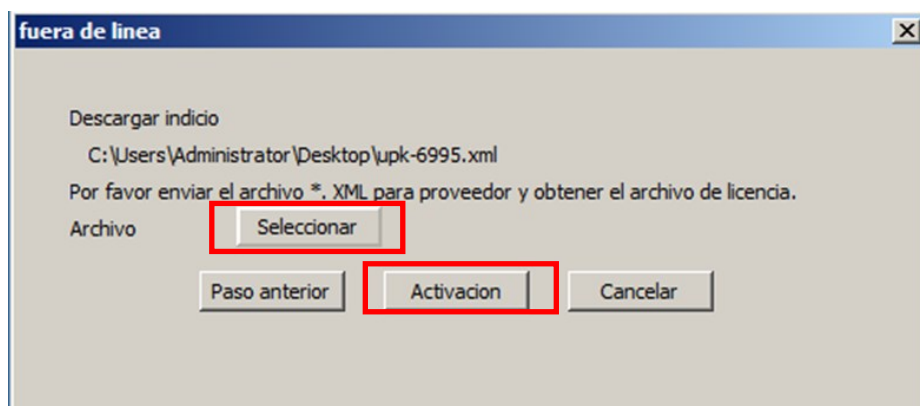 fuera de linea
Descargar indicio
C:\Users\Administrator\Desktop\upk-6995.xml
Por favor enviar el archivo *. XML para proveedor y obtener el archivo de licencia.
Archivo Seleccionar
Paso anterior Activacion Cancelar